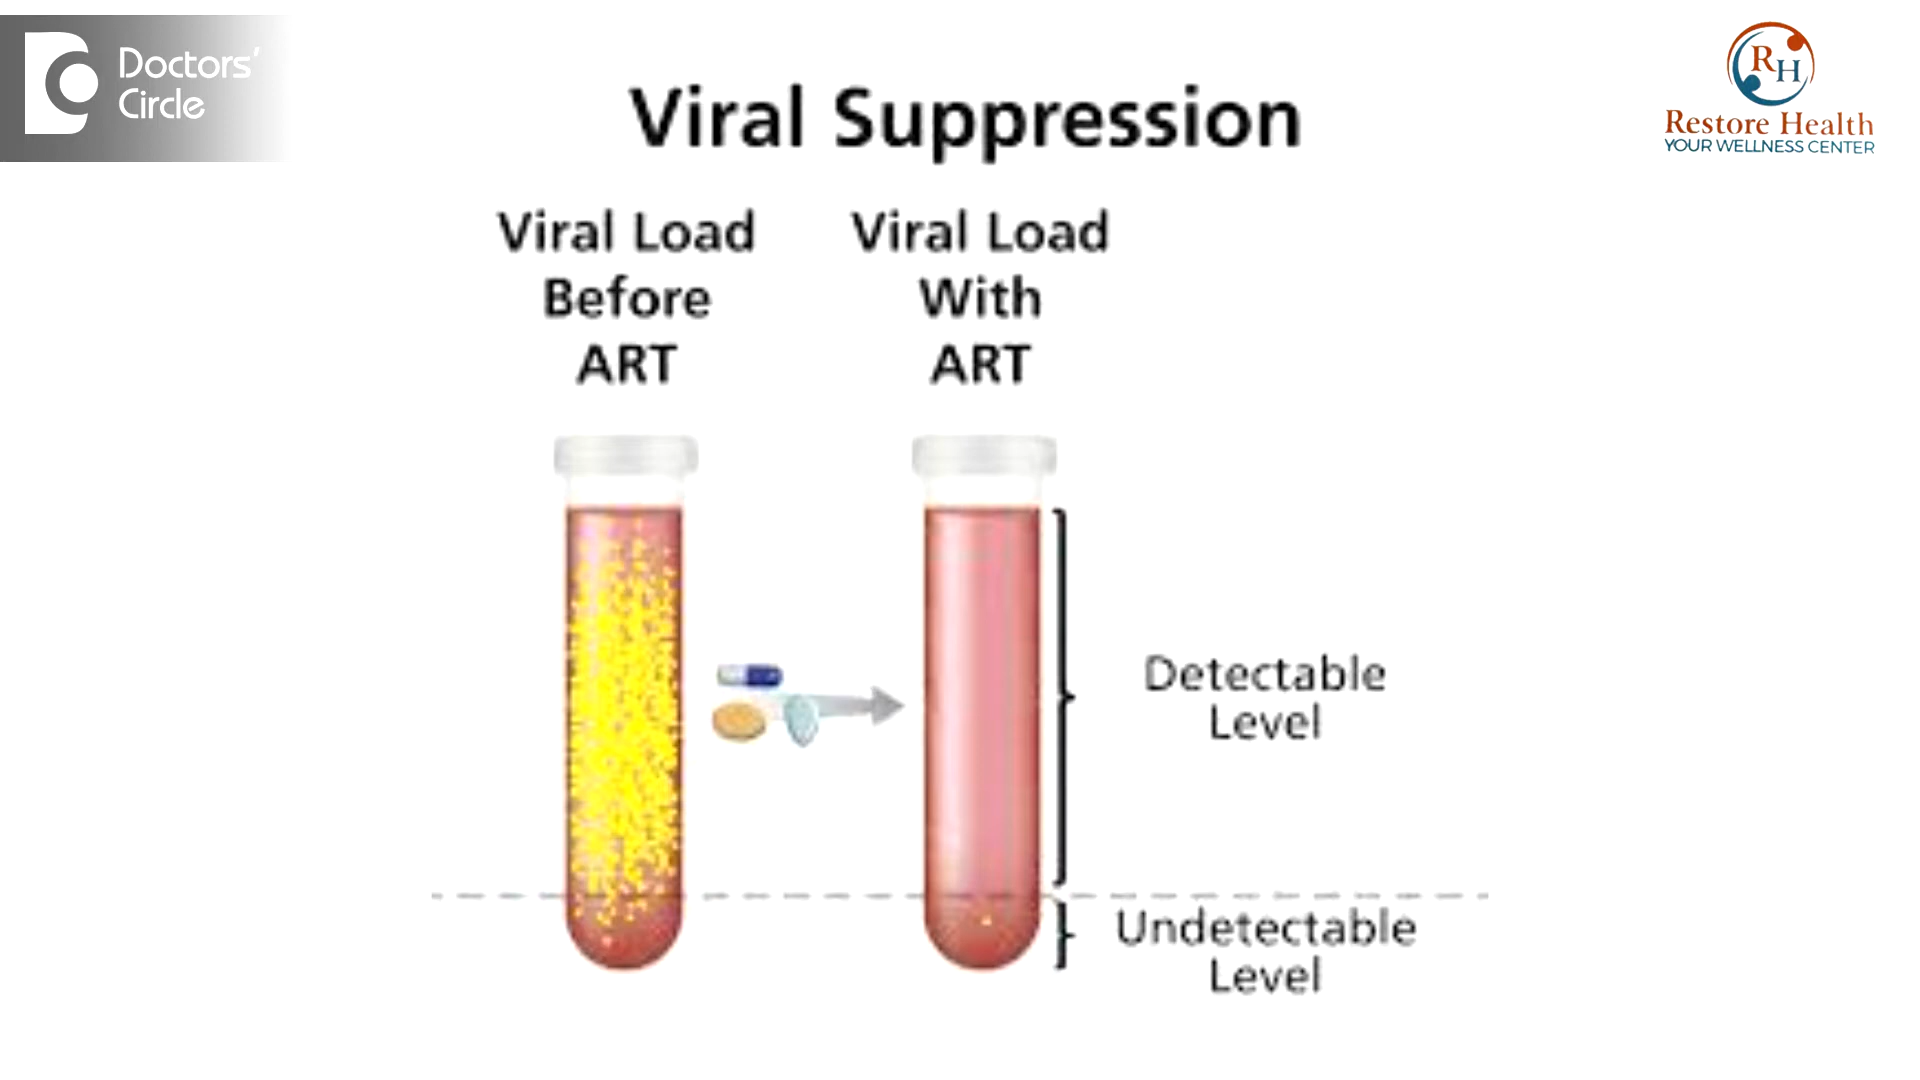 Doctors'
Circle
RH
Restore Health
YOUR WELLNESS CENTER
Viral Suppression
Viral Load
Before
ART
Viral Load
With
ART
Detectable
Level
Undetectable
Level